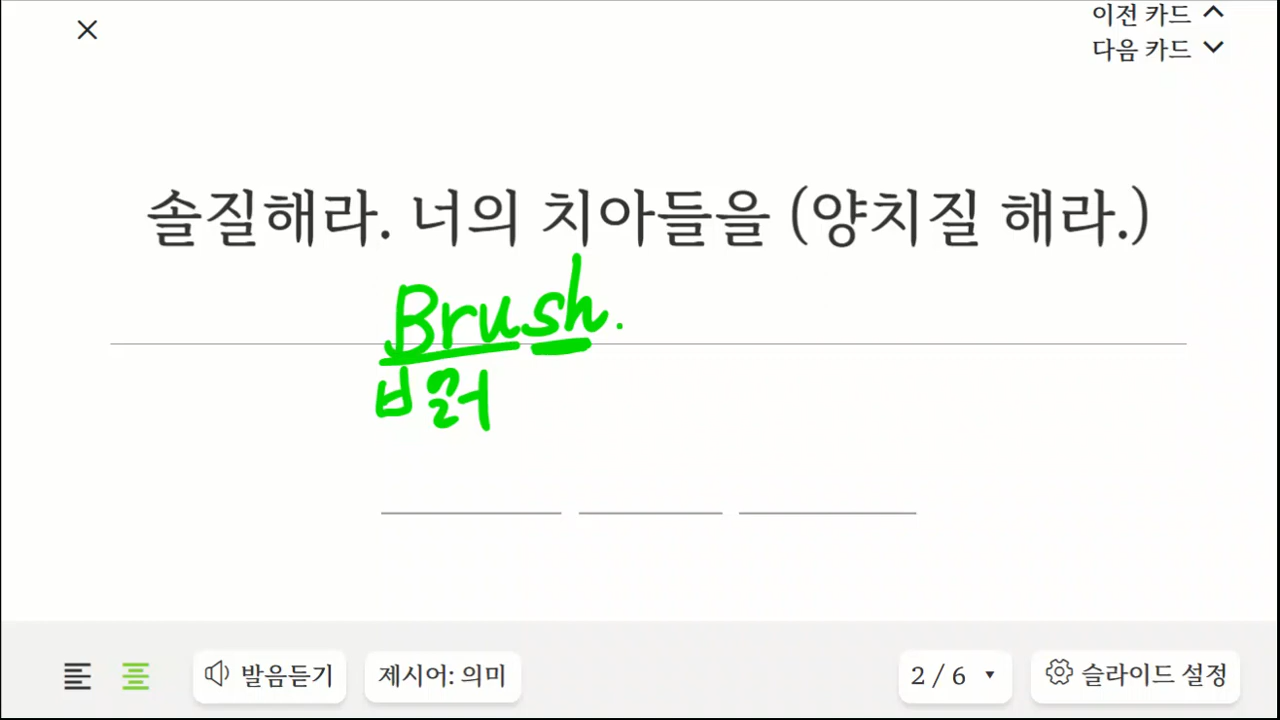 이전 카드
다음 카드
솔질해라. 너의 치아들을 (양치질 해라.)
Brush.
발음듣기
제시어: 의미
2 / 6
슬라이드 설정